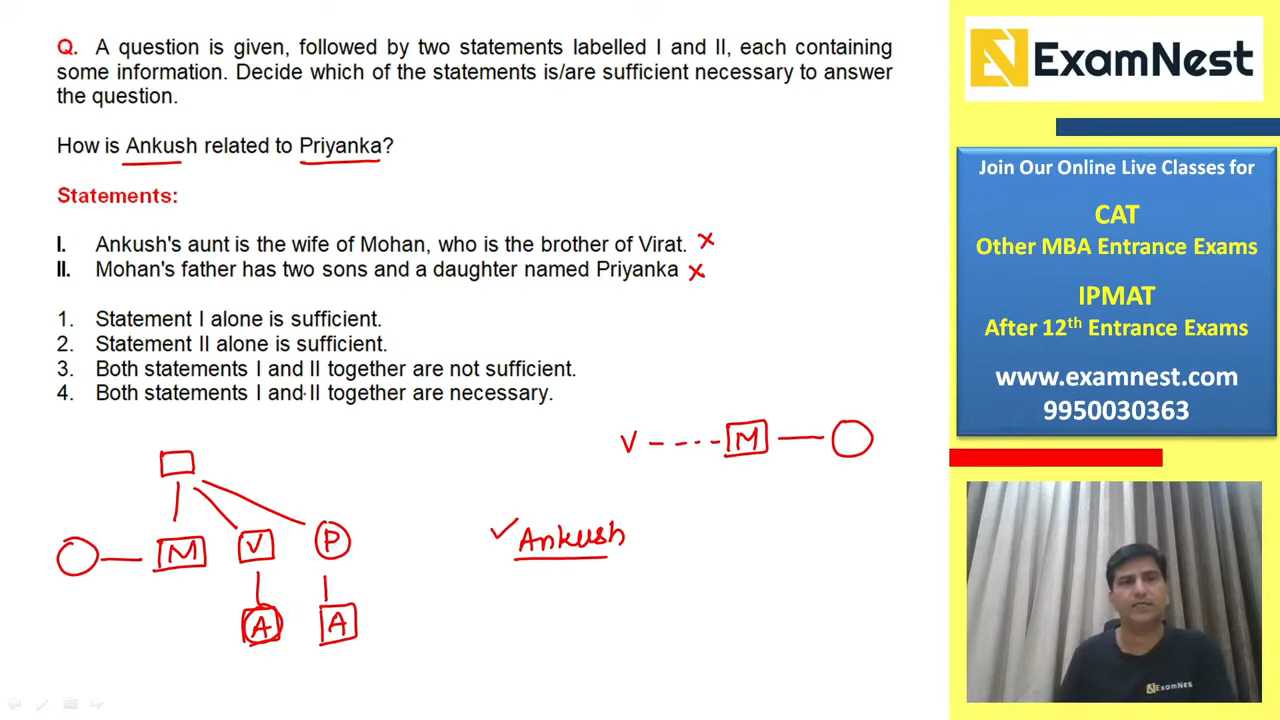 Q. A question is given, followed by two statements labelled I and II, each containing
some information. Decide which of the statements is/are sufficient necessary to answer
the question.
How is Ankush related to Priyanka?
Statements:
I. Ankush's aunt is the wife of Mohan, who is the brother of Virat. x
II. Mohan's father has two sons and a daughter named Priyanka x
1. Statement I alone is sufficient.
2. Statement II alone is sufficient.
3. Both statements I and II together are not sufficient.
4. Both statements I and II together are necessary.
V M
M V P
✓Ankush
A A
ExamNest
Join Our Online Live Classes for
CAT
Other MBA Entrance Exams
IPMAT
After 12th Entrance Exams
www.examnest.com
9950030363
ExamNest